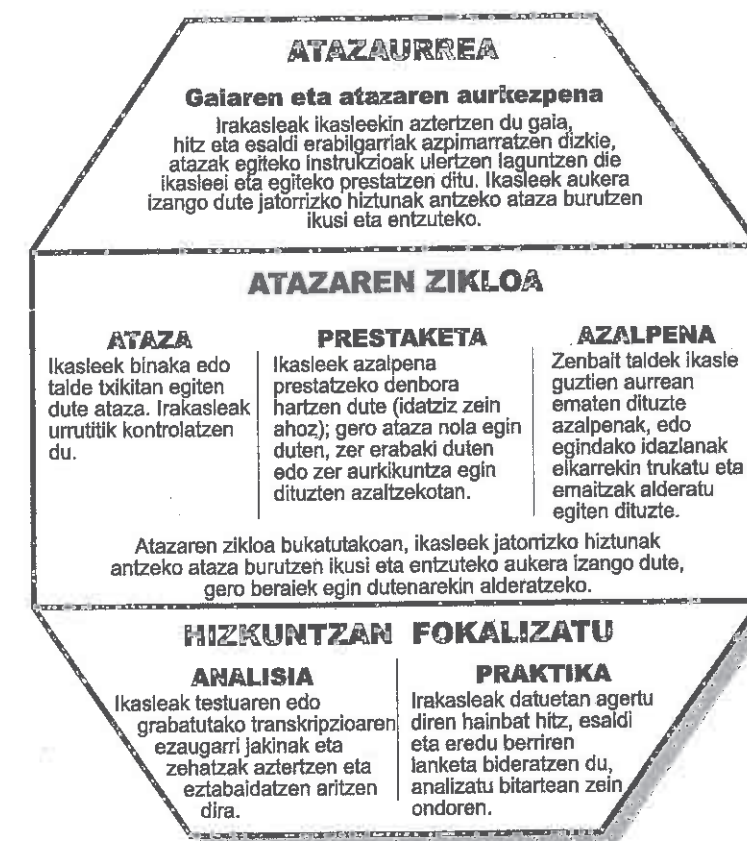 ATAZAURREA
Gaiaren eta atazaren aurkezpena
Irakasleak ikasleekin aztertzen du gaia,
hitz eta esaldi erabilgarriak azpimarratzen dizkie,
atazak egiteko instrukzioak ulertzen laguntzen die
ikasleei eta egiteko prestatzen ditu. Ikasleek aukera
izango dute jatorrizko hiztunak antzeko ataza burutzen
ikusi eta entzuteko.
ATAZAREN ZIKLOA
ATAZA
Ikasleek binaka edo
talde txikitan egiten
dute ataza. Irakasleak
urrutitik kontrolatzen
du.
PRESTAKETA
Ikasleek azalpena
prestatzeko denbora
hartzen dute (idatziz zein
ahoz); gero ataza nola egin
duten, zer erabaki duten
edo zer aurkikuntza egin
dituzten azaltzekotan.
AZALPENA
Zenbait taldek ikasle
guztien aurrean
ematen dituzte
azalpenak, edo
egindako idazlanak
elkarrekin trukatu eta
emaitzak alderatu
egiten dituzte.
Atazaren zikloa bukatutakoan, ikasleek jatorrizko hiztunak
antzeko ataza burutzen ikusi eta entzuteko aukera izango dute,
gero beraiek egin dutenarekin alderatzeko.
HIZKUNTZAN FOKALIZATU
ANALISIA
Ikasleak testuaren edo
grabatutako transkripzioaren
ezaugarri jakinak eta
zehatzak aztertzen eta
eztabaidatzen aritzen
dira.
PRAKTIKA
Irakasleak datuetan agertu
diren hainbat hitz, esaldi
eta eredu berriren
lanketa bideratzen du,
analizatu bitartean zein
ondoren.